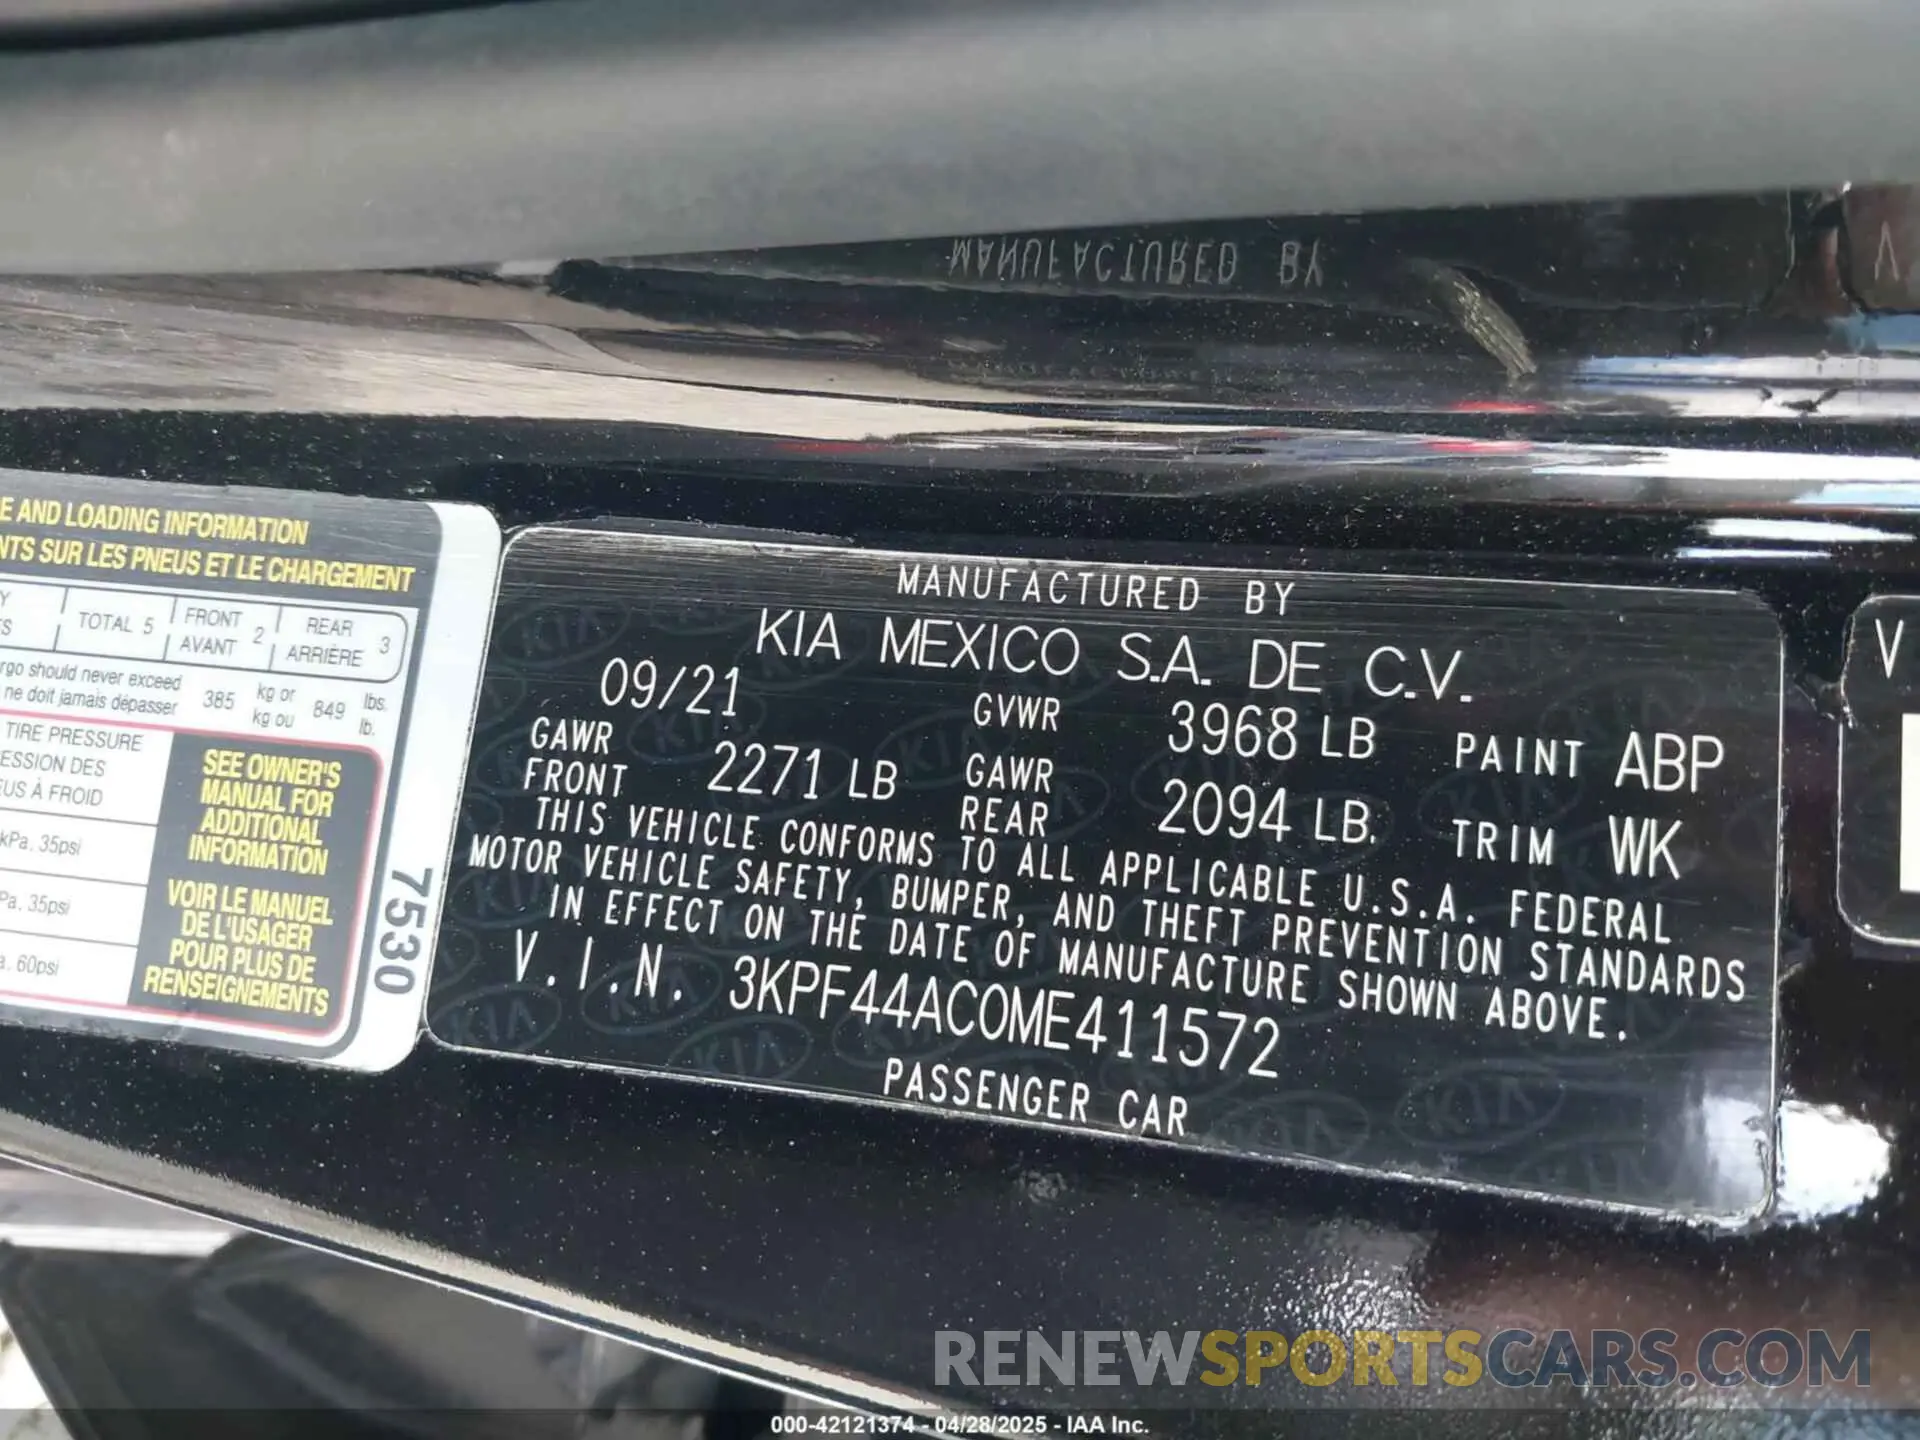 MANUFACTURED BY
E AND LOADING INFORMATION
NTS SUR LES PNEUS ET LE CHARGEMENT
TOTAL 5 FRONT AVANT 2 REAR ARRIÈRE 3
rgo should never exceed
ne doit jamais dépasser 385 kg or kg ou 849 lbs. lb.
TIRE PRESSURE
ESSION DES
EUS À FROID
kPa. 35psi
Pa. 35psi
a. 60psi
SEE OWNER'S
MANUAL FOR
ADDITIONAL
INFORMATION
VOIR LE MANUEL
DE L'USAGER
POUR PLUS DE
RENSEIGNEMENTS
7530
MANUFACTURED BY
KIA MEXICO S.A. DE C.V.
09/21 GVWR 3968 LB PAINT ABP
GAWR FRONT 2271 LB GAWR REAR 2094 LB. TRIM WK
THIS VEHICLE CONFORMS TO ALL APPLICABLE U.S.A. FEDERAL
MOTOR VEHICLE SAFETY, BUMPER, AND THEFT PREVENTION STANDARDS
IN EFFECT ON THE DATE OF MANUFACTURE SHOWN ABOVE.
V.I.N. 3KPF44AC0ME411572
PASSENGER CAR
V
RENEWSPORTSCARS.COM
000-42121374 - 04/28/2025 - IAA Inc.